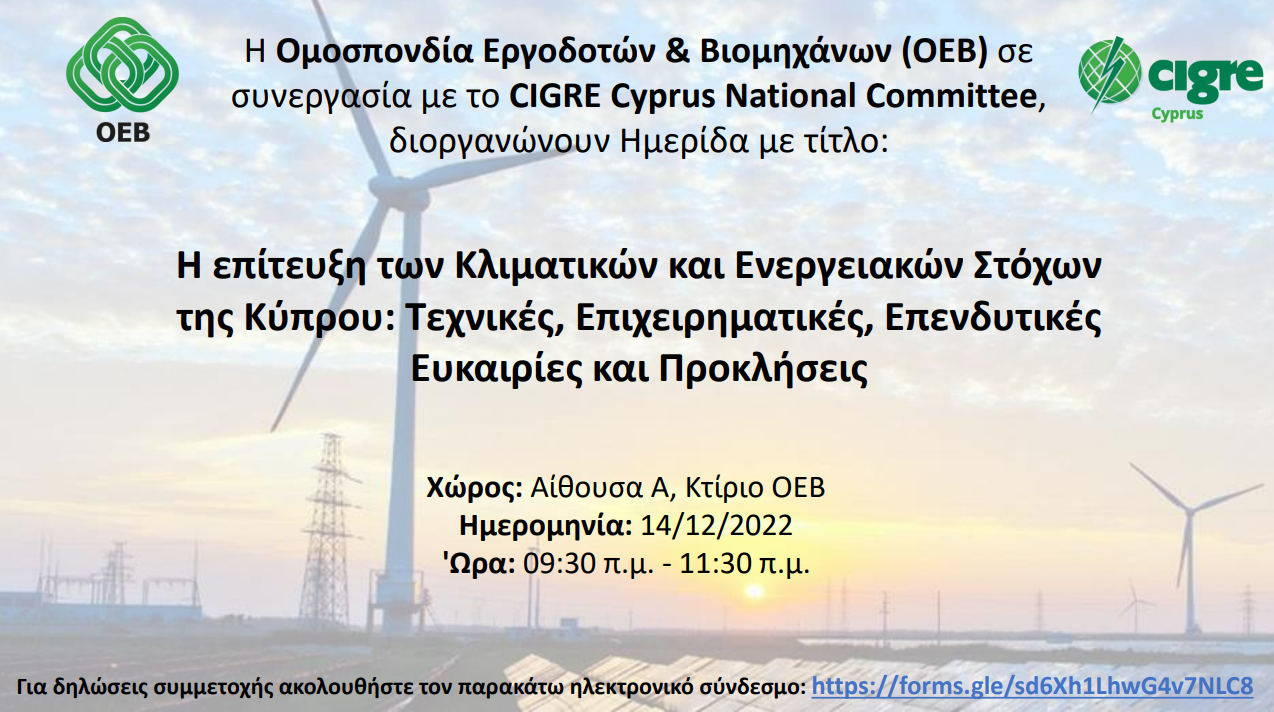 Η Ομοσπονδία Εργοδοτών & Βιομηχάνων (ΟΕΒ) σε
συνεργασία με το CIGRE Cyprus National Committee,
διοργανώνουν Ημερίδα με τίτλο:
ΟΕΒ
cigre
Cyprus
Η επίτευξη των Κλιματικών και Ενεργειακών Στόχων
της Κύπρου: Τεχνικές, Επιχειρηματικές, Επενδυτικές
Ευκαιρίες και Προκλήσεις
Χώρος: Αίθουσα Α, Κτίριο ΟΕΒ
Ημερομηνία: 14/12/2022
'Ωρα: 09:30 π.μ. - 11:30 π.μ.
Για δηλώσεις συμμετοχής ακολουθήστε τον παρακάτω ηλεκτρονικό σύνδεσμο: https://forms.gle/sd6Xh1LhwG4v7NLC8